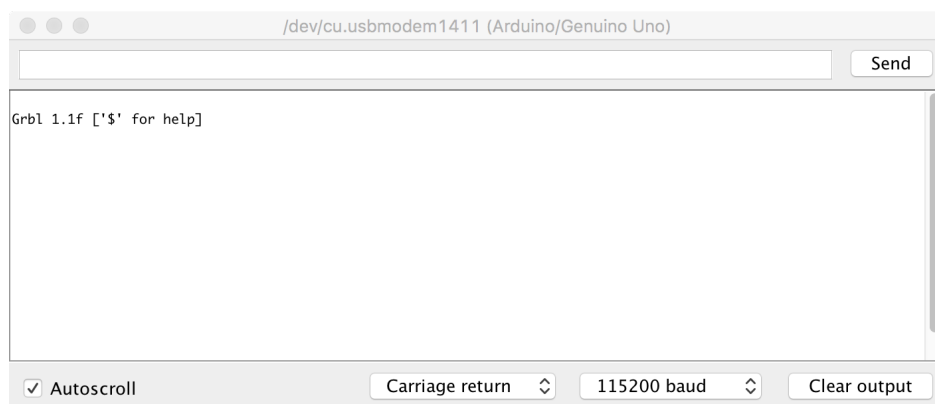 /dev/cu.usbmodem1411 (Arduino/Genuino Uno)
Send
Grbl 1.1f ['$' for help]
Autoscroll
Carriage return
115200 baud
Clear output